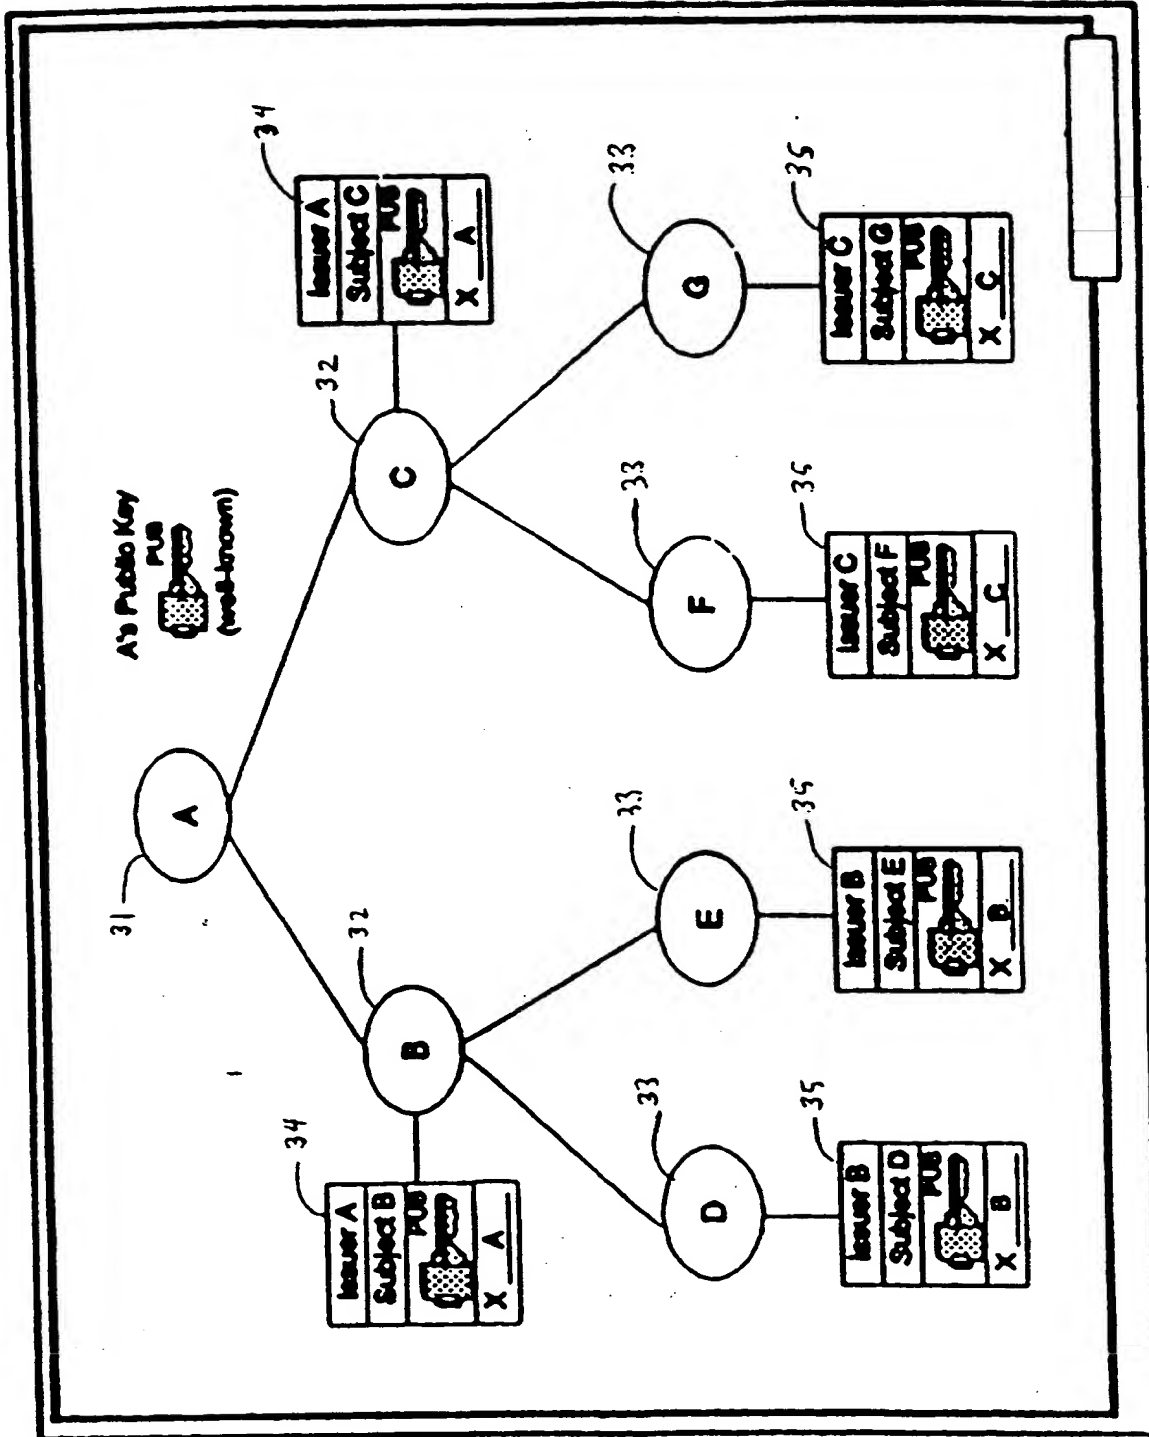 A's Public Key
PUB
(well-known)
31
A
34
Issuer A
Subject B
PUB
X A
32
B
32
C
34
Issuer A
Subject C
PUB
X A
33
D
33
E
33
F
33
G
35
Issuer B
Subject D
PUB
X B
35
Issuer B
Subject E
PUB
X B
35
Issuer C
Subject F
PUB
X C
35
Issuer C
Subject G
PUB
X C